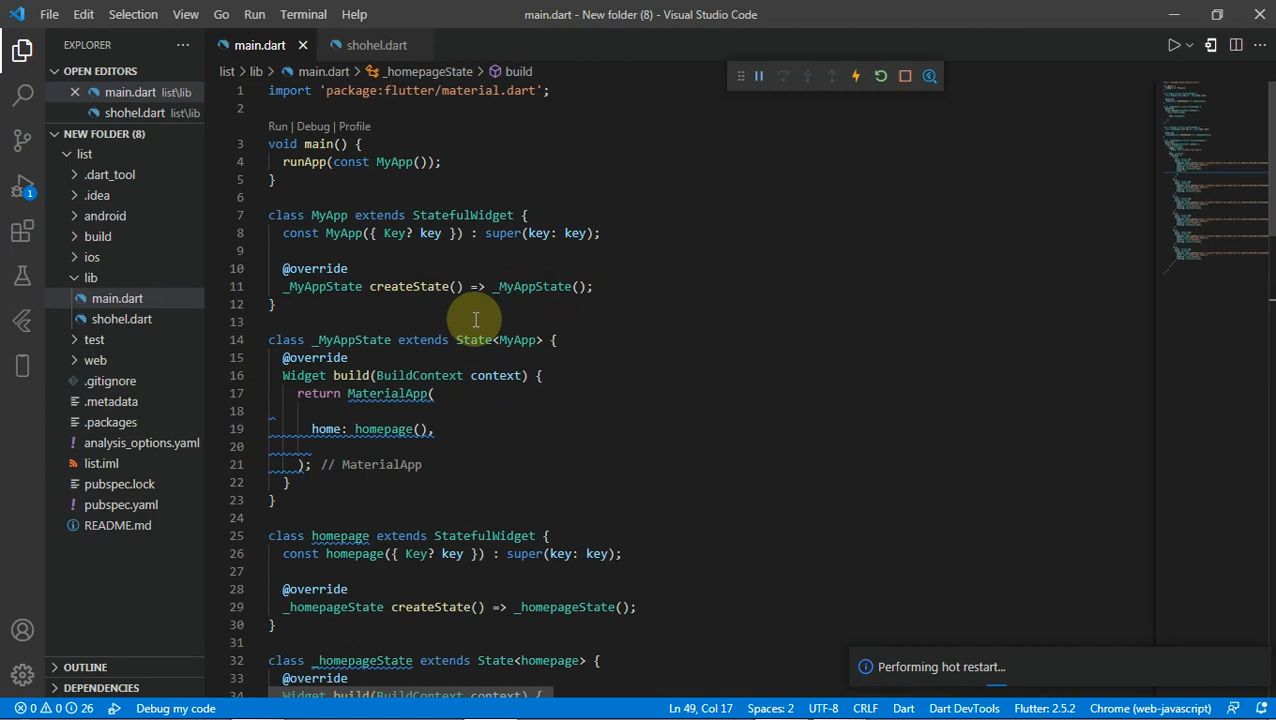 File Edit Selection View Go Run Terminal Help
main.dart - New folder (8) - Visual Studio Code
EXPLORER
OPEN EDITORS
main.dart list\lib
shohel.dart list\lib
NEW FOLDER (8)
list
.dart_tool
.idea
android
build
ios
lib
main.dart
shohel.dart
test
web
.gitignore
.metadata
.packages
analysis_options.yaml
list.iml
pubspec.lock
pubspec.yaml
README.md
OUTLINE
DEPENDENCIES
main.dart
shohel.dart
list > lib > main.dart > _homepageState > build
1 import 'package:flutter/material.dart';
2
Run | Debug | Profile
3 void main() {
4 runApp(const MyApp());
5 }
6
7 class MyApp extends StatefulWidget {
8 const MyApp({ Key? key }) : super(key: key);
9
10 @override
11 _MyAppState createState() => _MyAppState();
12 }
13
14 class _MyAppState extends State<MyApp> {
15 @override
16 Widget build(BuildContext context) {
17 return MaterialApp(
18
19 home: homepage(),
20
21 ); // MaterialApp
22 }
23 }
24
25 class homepage extends StatefulWidget {
26 const homepage({ Key? key }) : super(key: key);
27
28 @override
29 _homepageState createState() => _homepageState();
30 }
31
32 class _homepageState extends State<homepage> {
33 @override
34 Widget build(BuildContext context) {
Performing hot restart...
1
0 0 26 Debug my code
Ln 49, Col 17 Spaces: 2 UTF-8 CRLF Dart Dart DevTools Flutter: 2.5.2 Chrome (web-javascript)